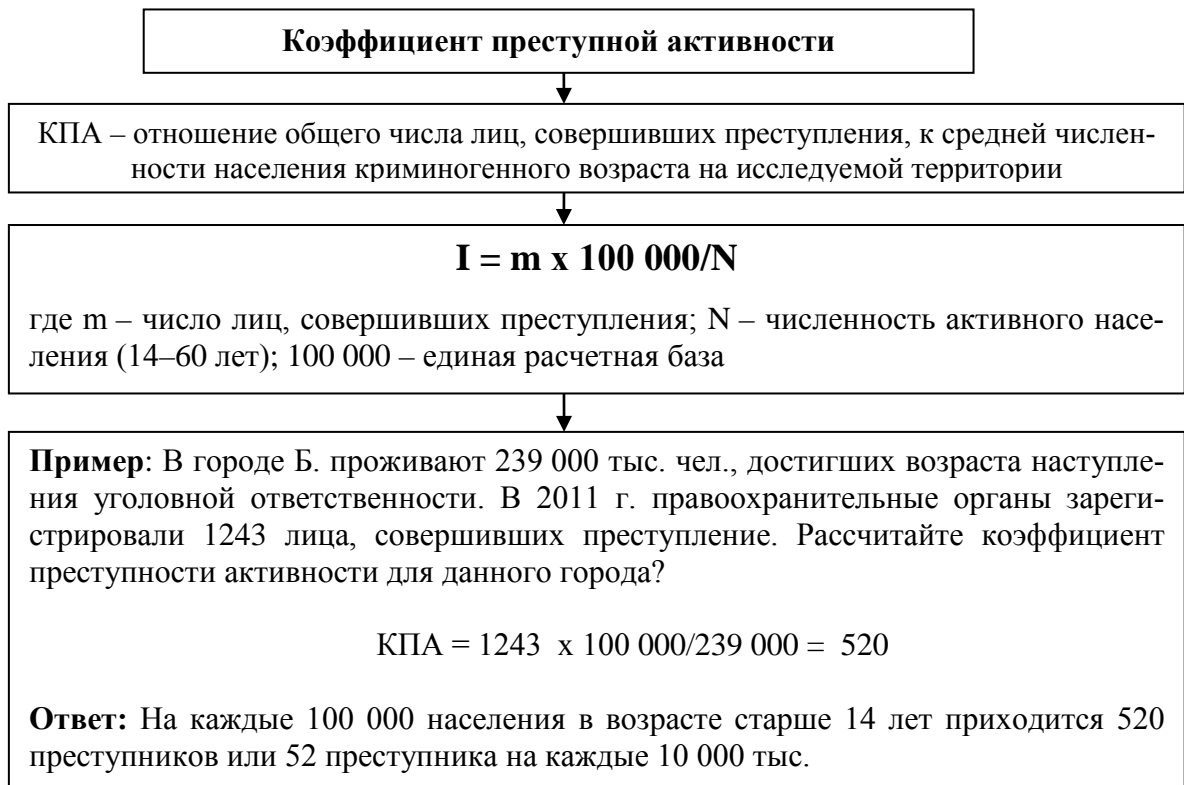 Коэффициент преступной активности
КПА – отношение общего числа лиц, совершивших преступления, к средней числен-
ности населения криминогенного возраста на исследуемой территории
I = m x 100 000/N
где m – число лиц, совершивших преступления; N – численность активного насе-
ления (14–60 лет); 100 000 – единая расчетная база
Пример: В городе Б. проживают 239 000 тыс. чел., достигших возраста наступле-
ния уголовной ответственности. В 2011 г. правоохранительные органы зареги-
стрировали 1243 лица, совершивших преступление. Рассчитайте коэффициент
преступности активности для данного города?
КПА = 1243 x 100 000/239 000 = 520
Ответ: На каждые 100 000 населения в возрасте старше 14 лет приходится 520
преступников или 52 преступника на каждые 10 000 тыс.